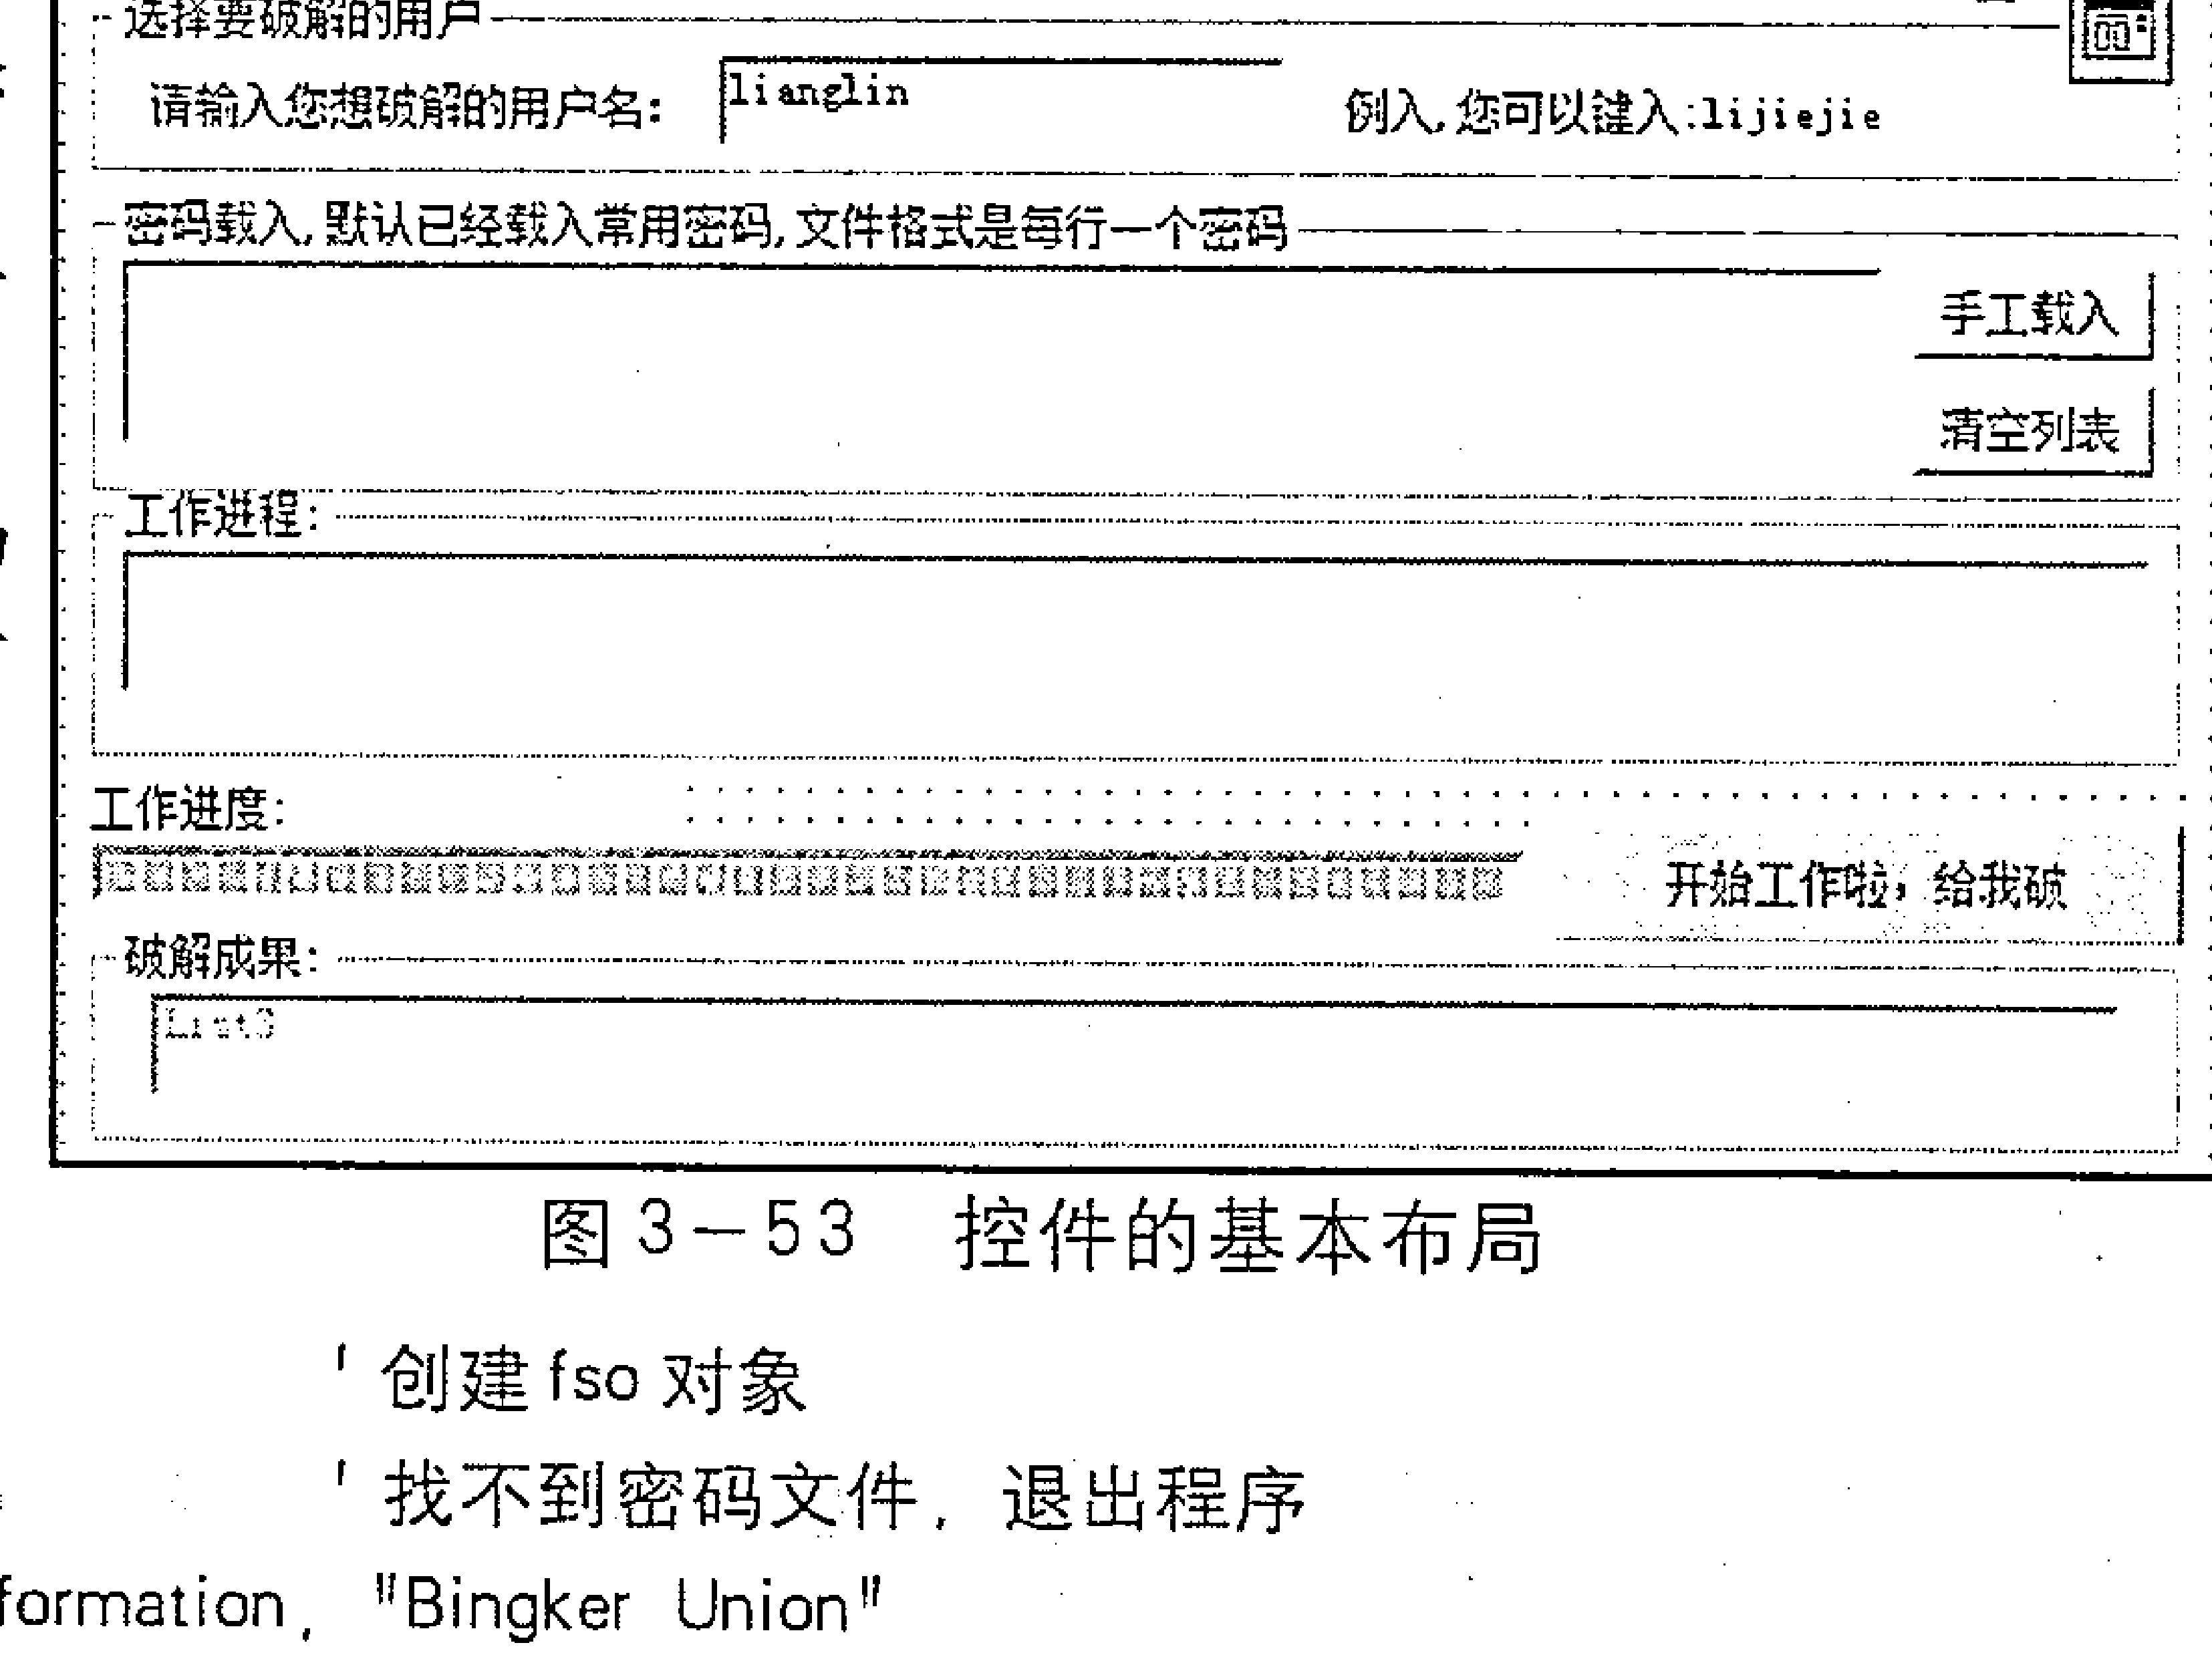 选择要破解的用户
请输入您想破解的用户名: lianglin 例入,您可以键入:lijiejie
密码载入,默认已经载入常用密码,文件格式是每行一个密码
手工载入
清空列表
工作进程:
工作进度:
开始工作啦，给我破
破解成果:
List3
图3-53 控件的基本布局
' 创建 fso 对象
' 找不到密码文件，退出程序
formation, "Bingker Union"